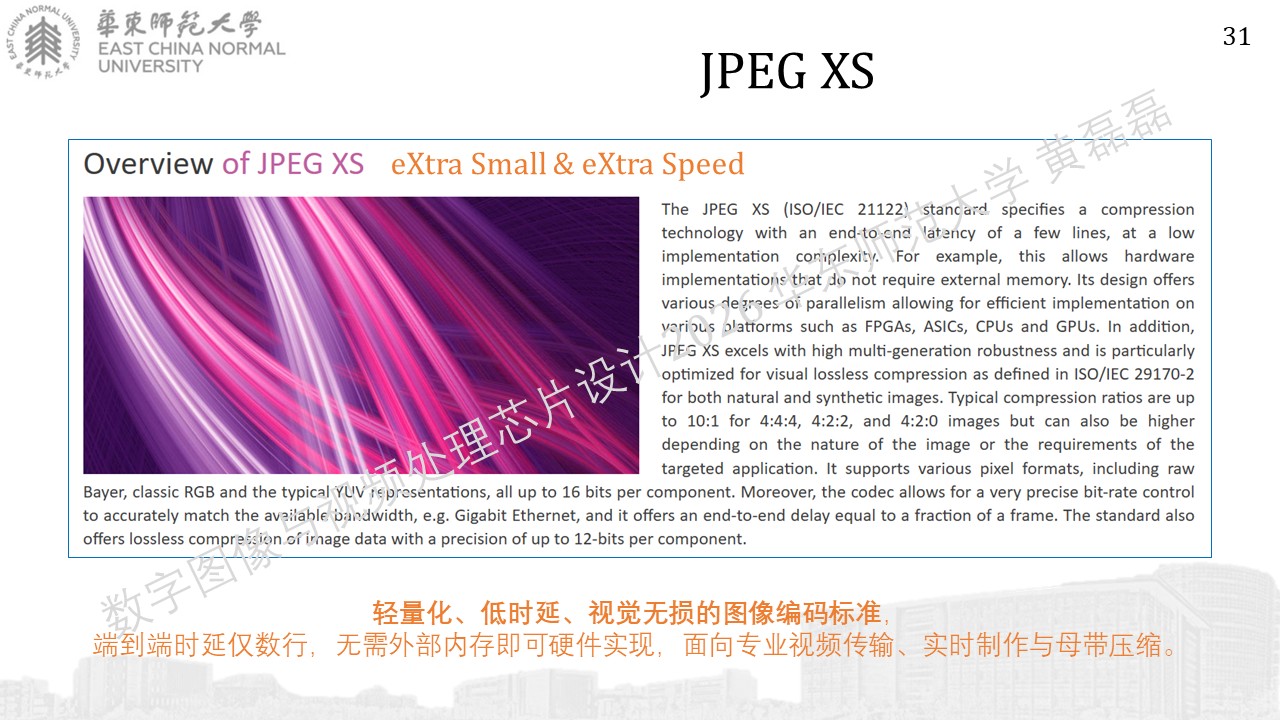 華東師範大學
EAST CHINA NORMAL
UNIVERSITY
EAST CHINA NORMAL UNIVERSITY
華東師範大學
31
JPEG XS
Overview of JPEG XS eXtra Small & eXtra Speed
The JPEG XS (ISO/IEC 21122) standard specifies a compression
technology with an end-to-end latency of a few lines, at a low
implementation complexity. For example, this allows hardware
implementations that do not require external memory. Its design offers
various degrees of parallelism allowing for efficient implementation on
various platforms such as FPGAs, ASICs, CPUs and GPUs. In addition,
JPEG XS excels with high multi-generation robustness and is particularly
optimized for visual lossless compression as defined in ISO/IEC 29170-2
for both natural and synthetic images. Typical compression ratios are up
to 10:1 for 4:4:4, 4:2:2, and 4:2:0 images but can also be higher
depending on the nature of the image or the requirements of the
targeted application. It supports various pixel formats, including raw
Bayer, classic RGB and the typical YUV representations, all up to 16 bits per component. Moreover, the codec allows for a very precise bit-rate control
to accurately match the available bandwidth, e.g. Gigabit Ethernet, and it offers an end-to-end delay equal to a fraction of a frame. The standard also
offers lossless compression of image data with a precision of up to 12-bits per component.
数字图像与视频处理芯片设计2026 华东师范大学 黄磊磊
轻量化、低时延、视觉无损的图像编码标准，
端到端时延仅数行，无需外部内存即可硬件实现，面向专业视频传输、实时制作与母带压缩。